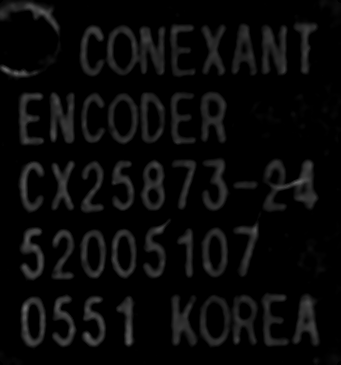 CONEXANT
ENCODER
CX25873-24
52005107
0551 KOREA